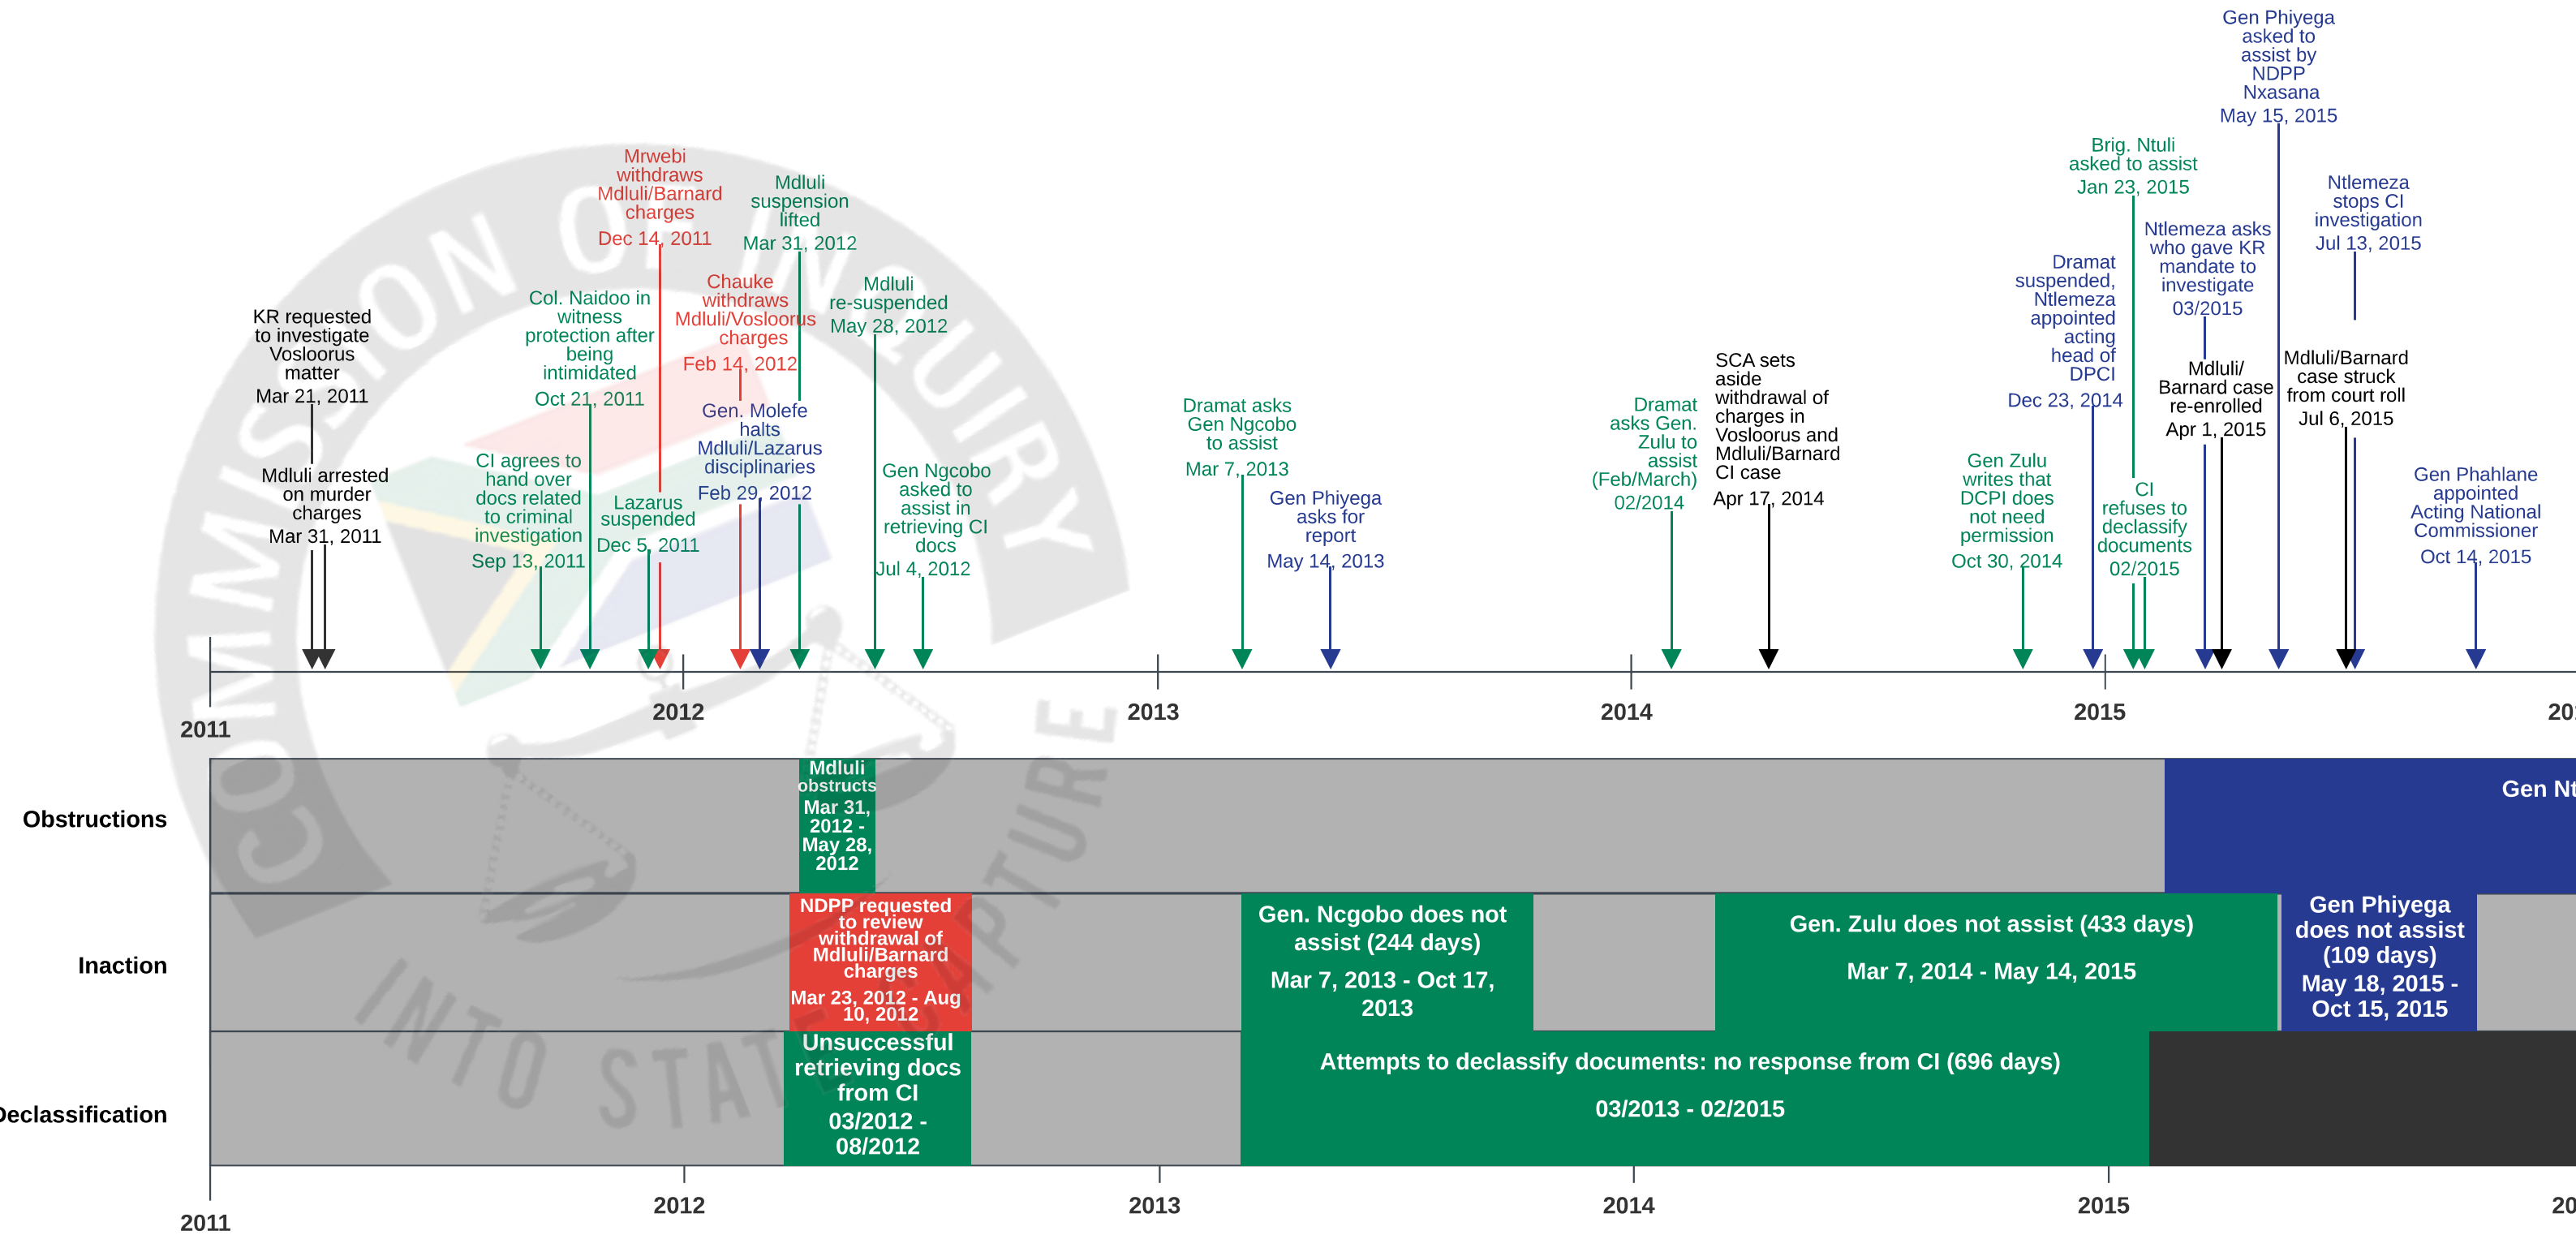 Gen Phiyega
asked to
assist by
NDPP
Nxasana
May 15, 2015
Brig. Ntuli
asked to assist
Jan 23, 2015
Mrwebi
withdraws
Mdluli/Barnard
charges
Dec 14, 2011
Mdluli
suspension
lifted
Mar 31, 2012
Ntlemeza
stops CI
investigation
Jul 13, 2015
Ntlemeza asks
who gave KR
mandate to
investigate
03/2015
Dramat
suspended,
Ntlemeza
appointed
acting
head of
DPCI
Dec 23, 2014
Chauke
withdraws
Mdluli/Vosloorus
charges
Feb 14, 2012
Mdluli
re-suspended
May 28, 2012
Col. Naidoo in
witness
protection after
being
intimidated
Oct 21, 2011
KR requested
to investigate
Vosloorus
matter
Mar 21, 2011
Mdluli arrested
on murder
charges
Mar 31, 2011
CI agrees to
hand over
docs related
to criminal
investigation
Sep 13, 2011
Lazarus
suspended
Dec 5, 2011
Gen. Molefe
halts
Mdluli/Lazarus
disciplinaries
Feb 29, 2012
Gen Ngcobo
asked to
assist in
retrieving CI
docs
Jul 4, 2012
Dramat asks
Gen Ngcobo
to assist
Mar 7, 2013
Gen Phiyega
asks for
report
May 14, 2013
Dramat
asks Gen.
Zulu to
assist
(Feb/March)
02/2014
SCA sets
aside
withdrawal of
charges in
Vosloorus and
Mdluli/Barnard
CI case
Apr 17, 2014
Gen Zulu
writes that
DCPI does
not need
permission
Oct 30, 2014
CI
refuses to
declassify
documents
02/2015
Mdluli/
Barnard case
re-enrolled
Apr 1, 2015
Mdluli/Barnard
case struck
from court roll
Jul 6, 2015
Gen Phahlane
appointed
Acting National
Commissioner
Oct 14, 2015
2011
2012
2013
2014
2015
20
Obstructions
Mdluli
obstructs
Mar 31,
2012 -
May 28,
2012
Gen Nt
Inaction
NDPP requested
to review
withdrawal of
Mdluli/Barnard
charges
Mar 23, 2012 - Aug
10, 2012
Gen. Ncgobo does not
assist (244 days)
Mar 7, 2013 - Oct 17,
2013
Gen. Zulu does not assist (433 days)
Mar 7, 2014 - May 14, 2015
Gen Phiyega
does not assist
(109 days)
May 18, 2015 -
Oct 15, 2015
Declassification
Unsuccessful
retrieving docs
from CI
03/2012 -
08/2012
Attempts to declassify documents: no response from CI (696 days)
03/2013 - 02/2015
2011
2012
2013
2014
2015
20
COMMISSION OF INQUIRY
INTO STATE CAPTURE